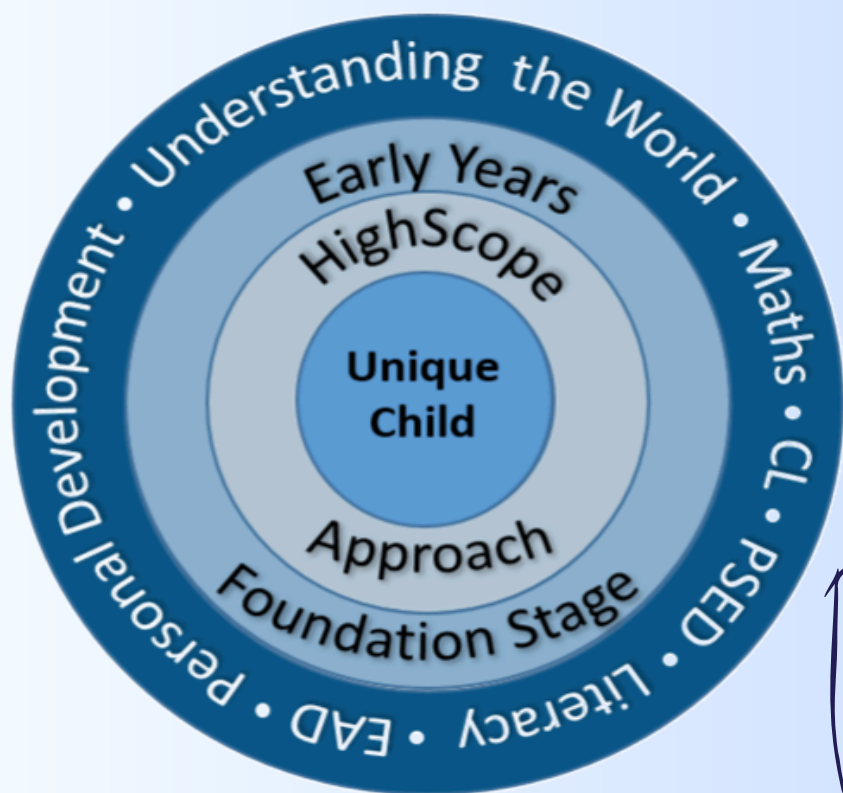 Understanding the World • Maths • CL • PSED • Literacy • EAD • Personal Development •
Early Years
HighScope
Unique
Child
Approach
Foundation Stage